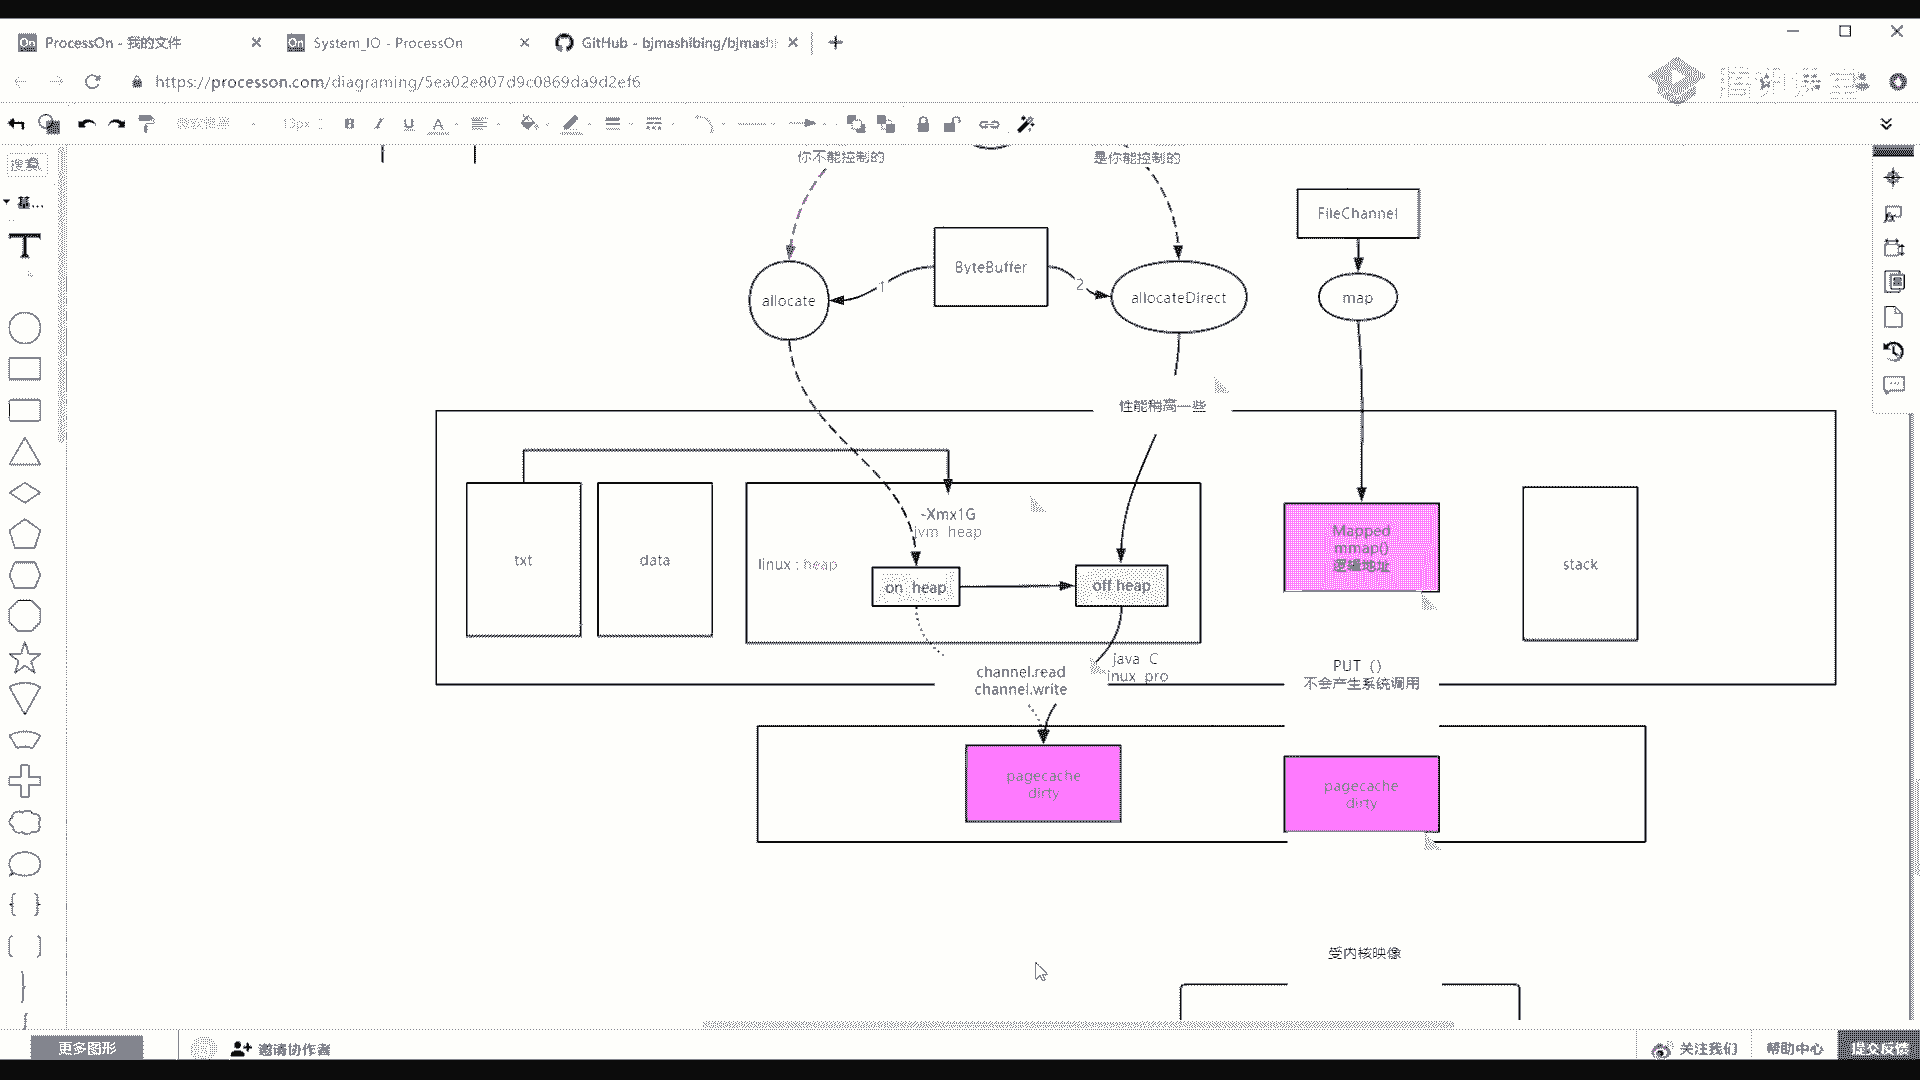 ProcessOn - 我的文件
System_IO - ProcessOn
GitHub - bjmashibing/bjmash
https://processon.com/diagraming/5ea02e807d9c0869da9d2ef6
13px
B
I
U
A
搜索
基...
T
你不能控制的
是你能控制的
FileChannel
ByteBuffer
1
2
allocate
allocateDirect
map
性能稍高一些
-Xmx1G
jvm heap
txt
data
linux : heap
on heap
off heap
Mapped
mmap()
逻辑地址
stack
channel.read
channel.write
java C
inux pro
PUT ()
不会产生系统调用
pagecache
dirty
pagecache
dirty
受内核映像
更多图形
邀请协作者
关注我们
帮助中心
提交反馈